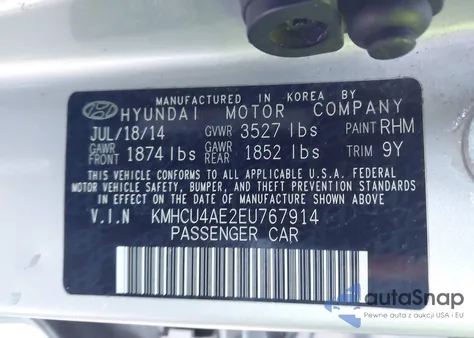 MANUFACTURED IN KOREA BY
HYUNDAI MOTOR COMPANY
JUL/18/14 GVWR 3527 lbs PAINT RHM
GAWR FRONT 1874 lbs GAWR REAR 1852 lbs TRIM 9Y
THIS VEHICLE CONFORMS TO ALL APPLICABLE U.S.A. FEDERAL
MOTOR VEHICLE SAFETY, BUMPER, AND THEFT PREVENTION STANDARDS
IN EFFECT ON THE DATE OF MANUFACTURE SHOWN ABOVE.
V.I.N KMHCU4AE2EU767914
PASSENGER CAR
autoSnap
Pewne auta z aukcji USA i EU